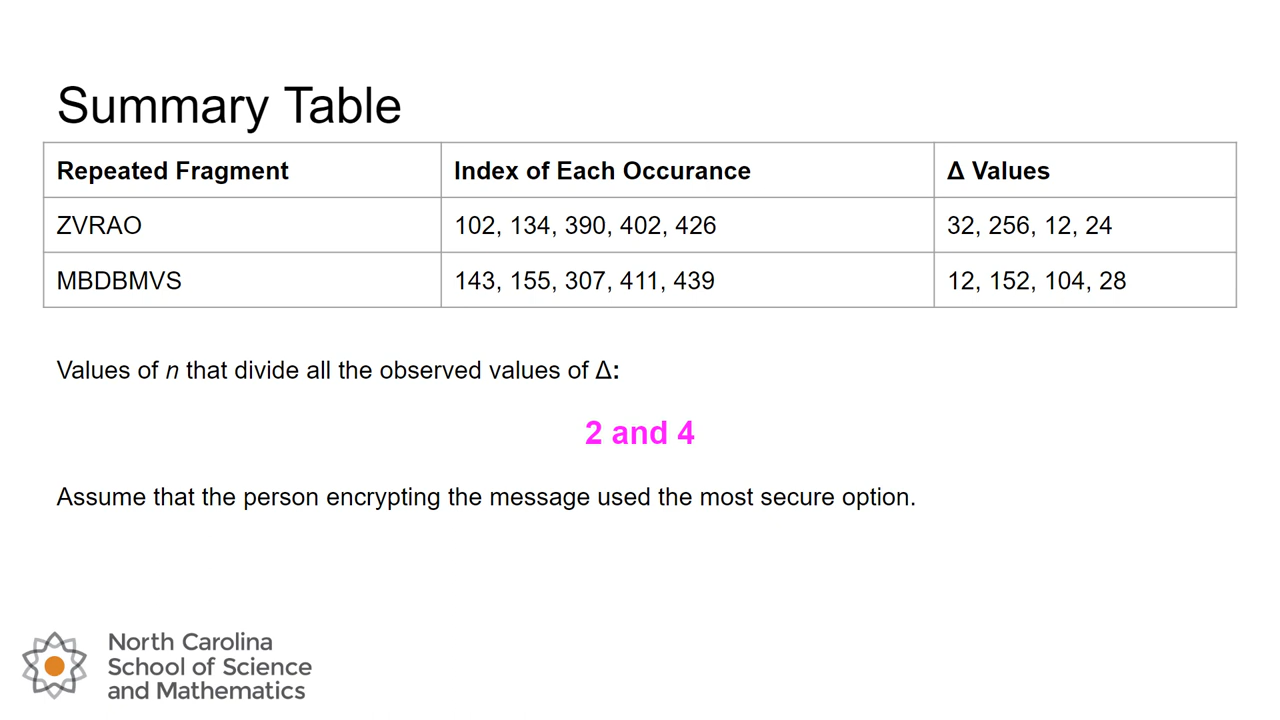 Summary Table
Repeated Fragment Index of Each Occurance Δ Values
ZVRAO 102, 134, 390, 402, 426 32, 256, 12, 24
MBDBMVS 143, 155, 307, 411, 439 12, 152, 104, 28
Values of n that divide all the observed values of Δ:
2 and 4
Assume that the person encrypting the message used the most secure option.
North Carolina
School of Science
and Mathematics